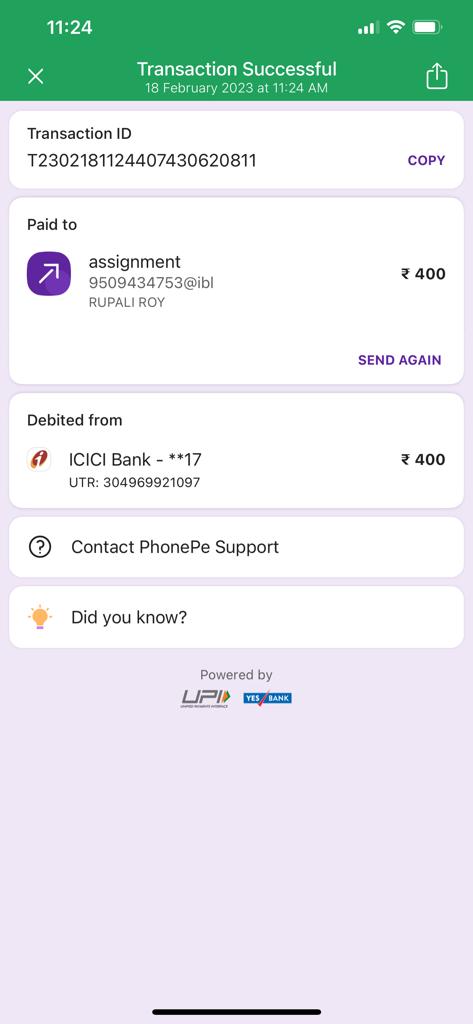 11:24
Transaction Successful
18 February 2023 at 11:24 AM
Transaction ID
T2302181124407430620811
COPY
Paid to
assignment
₹ 400
9509434753@ibl
RUPALI ROY
SEND AGAIN
Debited from
ICICI Bank - **17
₹ 400
UTR: 304969921097
Contact PhonePe Support
Did you know?
Powered by
UPI
UNIFIED PAYMENTS INTERFACE
YES BANK